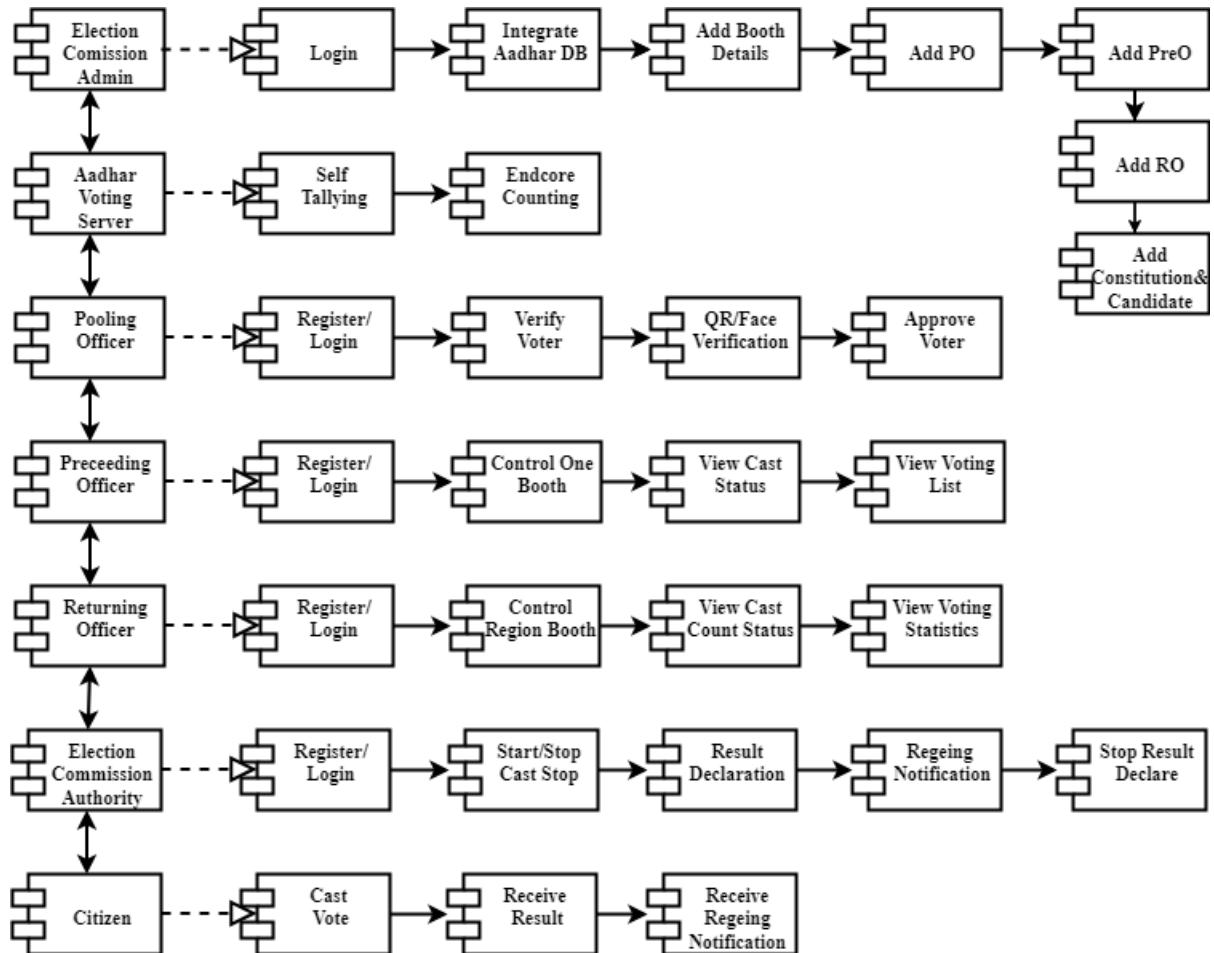 Election
Comission
Admin
Login
Integrate
Aadhar DB
Add Booth
Details
Add PO
Add PreO
Add RO
Add
Constitution&
Candidate
Aadhar
Voting
Server
Self
Tallying
Endcore
Counting
Pooling
Officer
Register/
Login
Verify
Voter
QR/Face
Verification
Approve
Voter
Preceeding
Officer
Register/
Login
Control One
Booth
View Cast
Status
View Voting
List
Returning
Officer
Register/
Login
Control
Region Booth
View Cast
Count Status
View Voting
Statistics
Election
Commission
Authority
Register/
Login
Start/Stop
Cast Stop
Result
Declaration
Regeing
Notification
Stop Result
Declare
Citizen
Cast
Vote
Receive
Result
Receive
Regeing
Notification